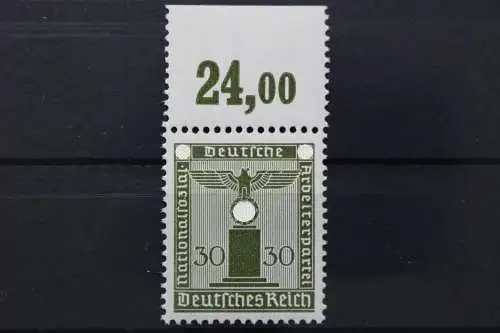 24,00
Deutsche
Nationalsozial.
Arbeiterpartei
30 30
Deutsches Reich